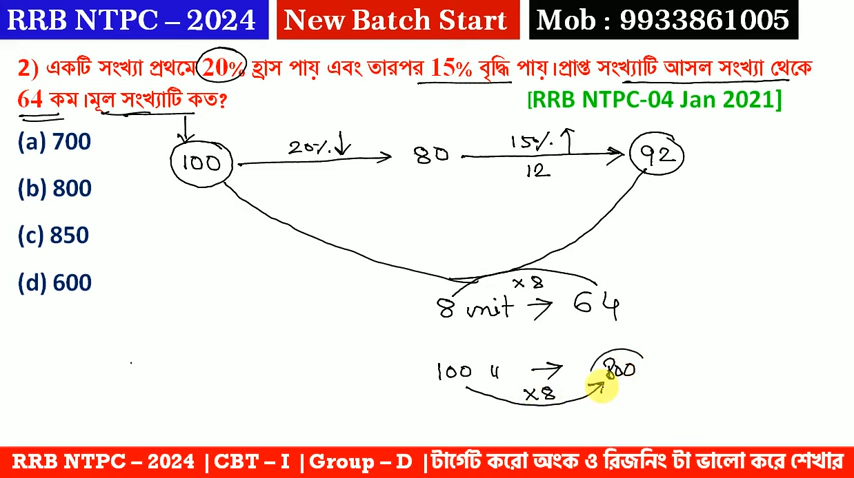 RRB NTPC – 2024 New Batch Start Mob : 9933861005
2) একটি সংখ্যা প্রথমে 20% হ্রাস পায় এবং তারপর 15% বৃদ্ধি পায়।প্রাপ্ত সংখ্যাটি আসল সংখ্যা থেকে
64 কম।মূল সংখ্যাটি কত?
[RRB NTPC-04 Jan 2021]
(a) 700
100 20%↓ 80 15%↑ 92
12
(b) 800
(c) 850
(d) 600
×8
8 unit → 64
100 〃 → 800
×8
RRB NTPC – 2024 |CBT – I |Group – D |টার্গেট করো অংক ও রিজনিং টা ভালো করে শেখার